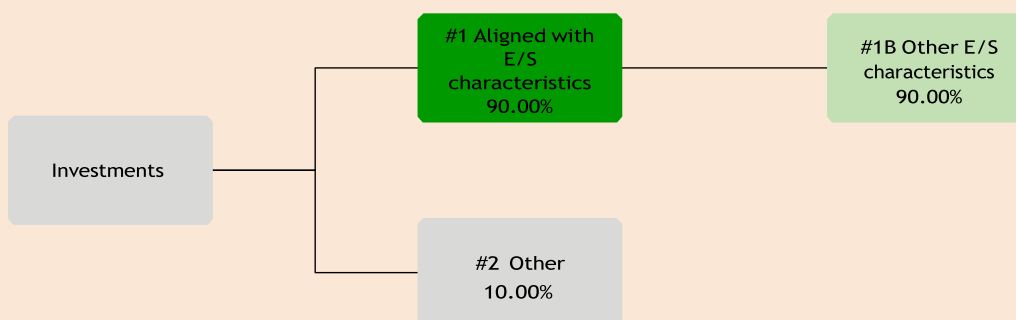 #1 Aligned with
E/S
characteristics
90.00%
#1B Other E/S
characteristics
90.00%
Investments
#2 Other
10.00%